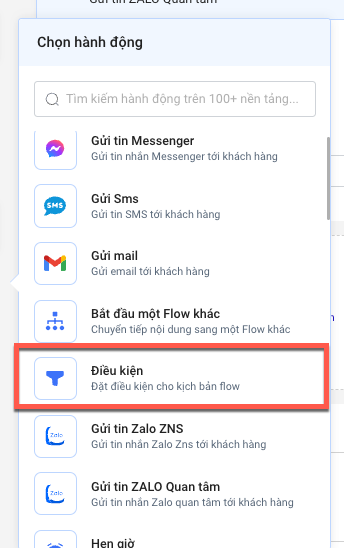 Gửi tin ZALO Quan tâm
Chọn hành động
Tìm kiếm hành động trên 100+ nền tảng...
Gửi tin Messenger
Gửi tin nhắn Messenger tới khách hàng
SMS
Gửi Sms
Gửi tin SMS tới khách hàng
Gửi mail
Gửi email tới khách hàng
Bắt đầu một Flow khác
Chuyển tiếp nội dung sang một Flow khác
Điều kiện
Đặt điều kiện cho kịch bản flow
Zalo
Gửi tin Zalo ZNS
Gửi tin nhắn Zalo Zns tới khách hàng
Zalo
Gửi tin ZALO Quan tâm
Gửi tin nhắn Zalo quan tâm tới khách hàng
Hẹn giờ